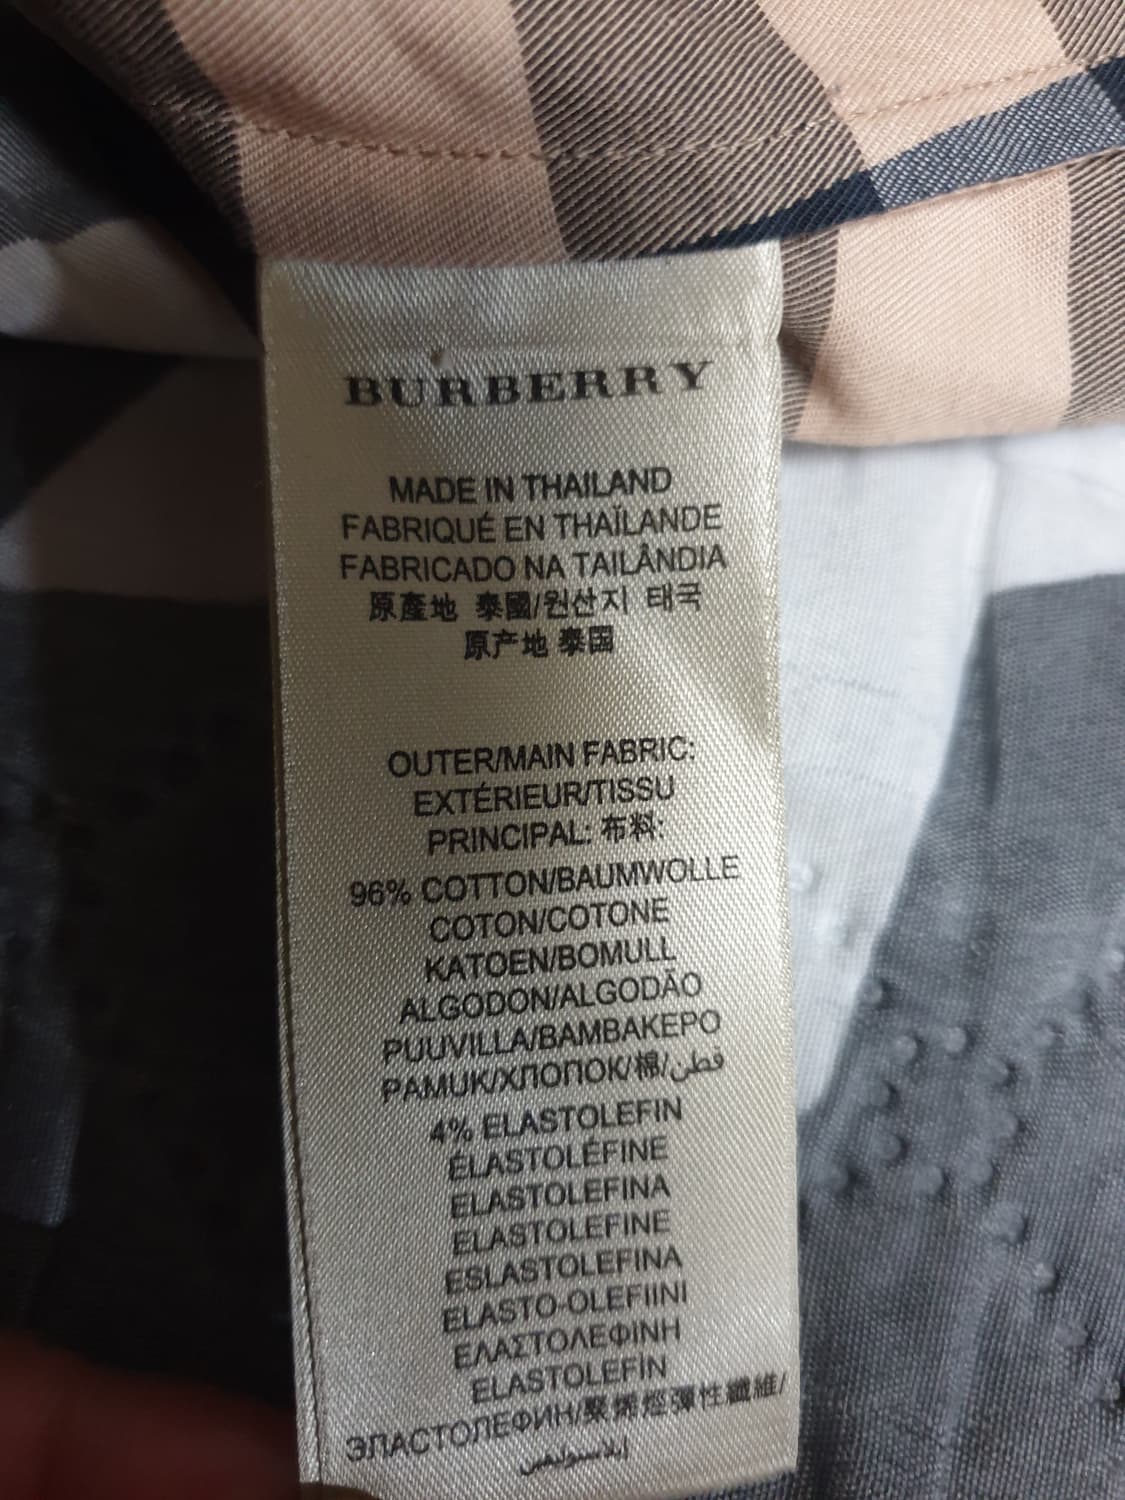 BURBERRY
MADE IN THAILAND
FABRIQUÉ EN THAÏLANDE
FABRICADO NA TAILÂNDIA
原產地 泰國/원산지 태국
原产地 泰国
OUTER/MAIN FABRIC:
EXTÉRIEUR/TISSU
PRINCIPAL: 布料:
96% COTTON/BAUMWOLLE
COTON/COTONE
KATOEN/BOMULL
ALGODON/ALGODÃO
PUUVILLA/ΒΑΜΒΑΚΕΡΟ
PAMUK/ХЛОПОК/棉/قطن
4% ELASTOLEFIN
ÉLASTOLÉFINE
ELASTOLEFINA
ELASTOLEFINE
ESLASTOLEFINA
ELASTO-OLEFIINI
ΕΛΑΣΤΟΛΕΦΙΝΗ
ELASTOLEFİN
ЭЛАСТОЛЕФИН/聚烯烴彈性纖維/
إيلاستوليفين